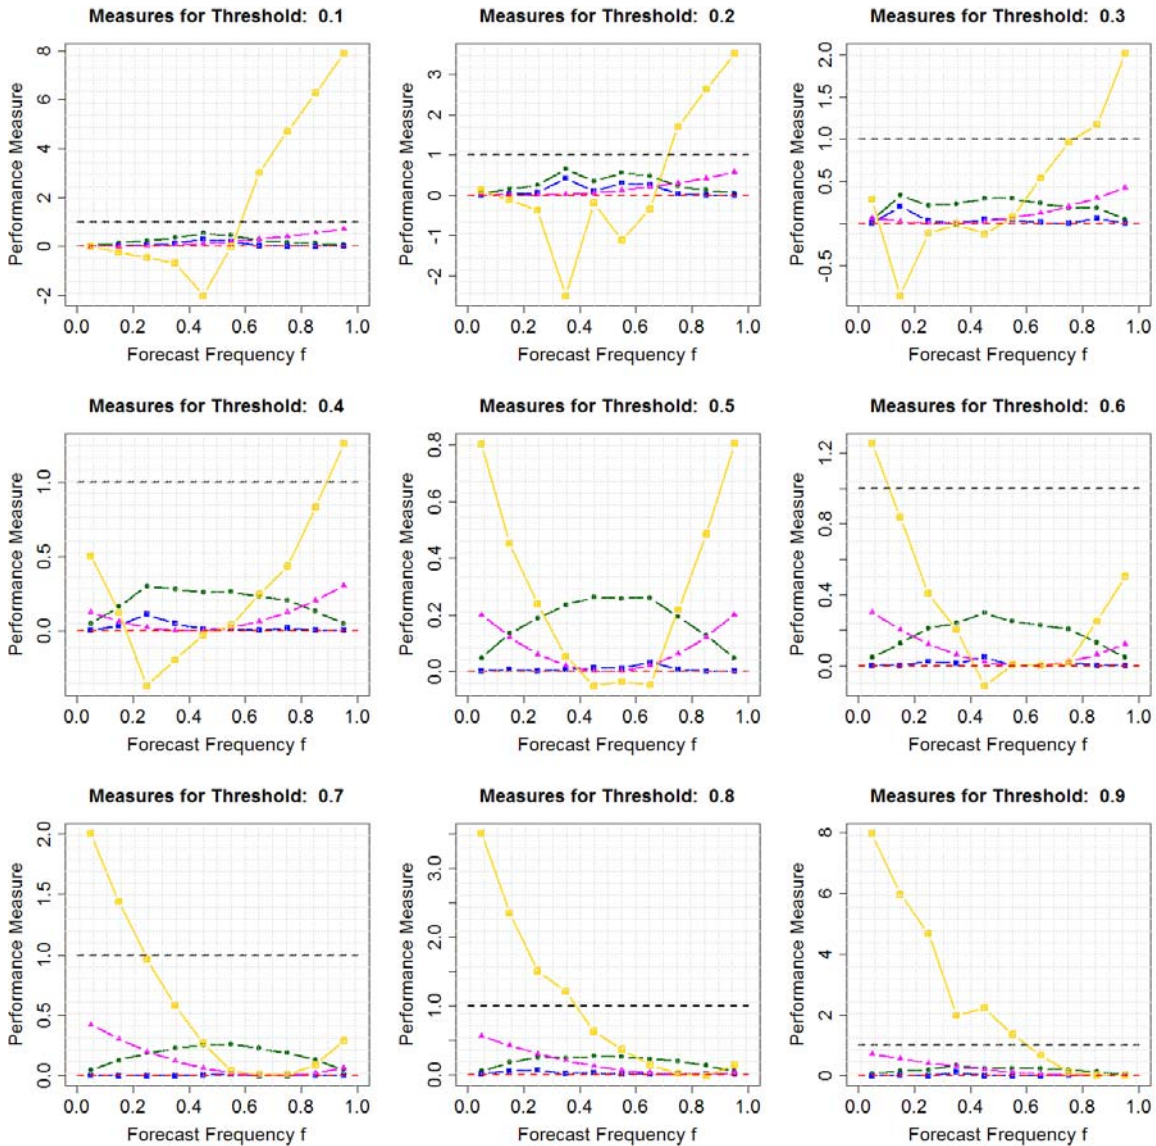 Measures for Threshold: 0.1
Performance Measure
8
6
4
2
0
-2
0.0 0.2 0.4 0.6 0.8 1.0
Forecast Frequency f
Measures for Threshold: 0.2
Performance Measure
3
2
1
0
-1
-2
0.0 0.2 0.4 0.6 0.8 1.0
Forecast Frequency f
Measures for Threshold: 0.3
Performance Measure
2.0
1.5
1.0
0.5
-0.5
0.0 0.2 0.4 0.6 0.8 1.0
Forecast Frequency f
Measures for Threshold: 0.4
Performance Measure
1.0
0.5
0.0
0.0 0.2 0.4 0.6 0.8 1.0
Forecast Frequency f
Measures for Threshold: 0.5
Performance Measure
0.8
0.6
0.4
0.2
0.0
0.0 0.2 0.4 0.6 0.8 1.0
Forecast Frequency f
Measures for Threshold: 0.6
Performance Measure
1.2
0.8
0.4
0.0
0.0 0.2 0.4 0.6 0.8 1.0
Forecast Frequency f
Measures for Threshold: 0.7
Performance Measure
2.0
1.5
1.0
0.5
0.0
0.0 0.2 0.4 0.6 0.8 1.0
Forecast Frequency f
Measures for Threshold: 0.8
Performance Measure
3.0
2.0
1.0
0.0
0.0 0.2 0.4 0.6 0.8 1.0
Forecast Frequency f
Measures for Threshold: 0.9
Performance Measure
8
6
4
2
0
0.0 0.2 0.4 0.6 0.8 1.0
Forecast Frequency f